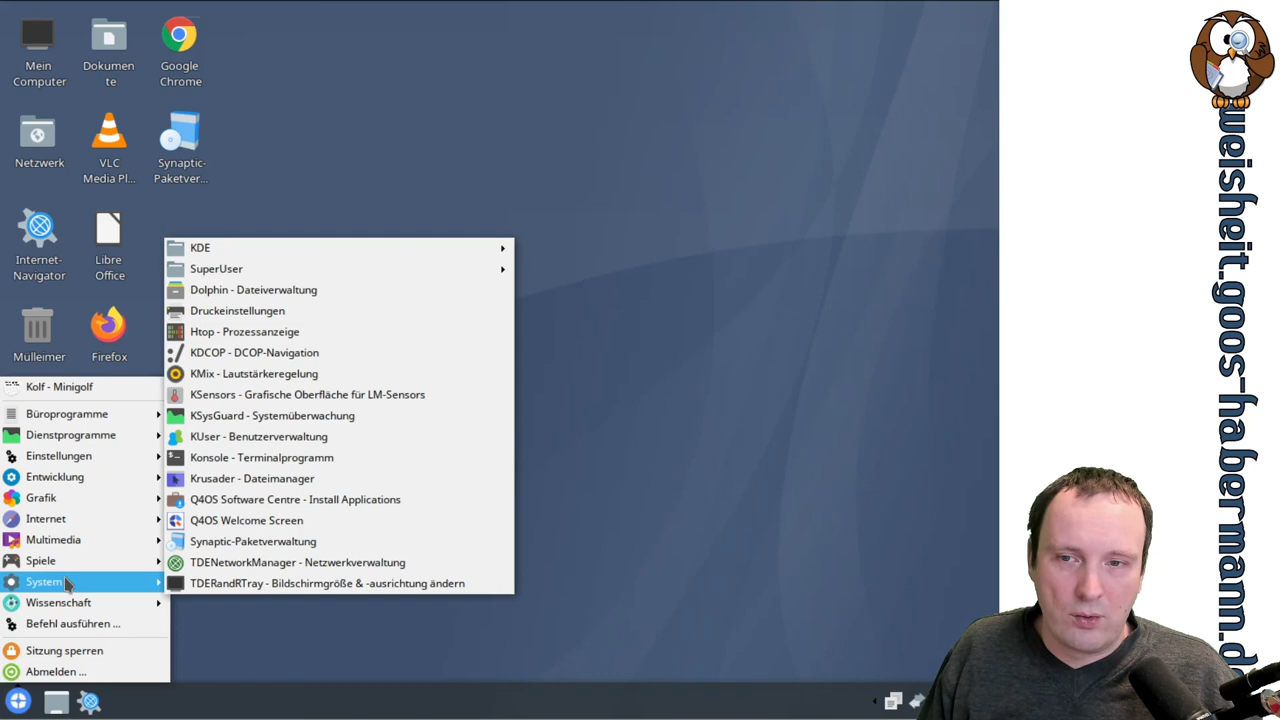 Mein
Computer
Dokumen
te
Google
Chrome
Netzwerk
VLC
Media Pl...
Synaptic-
Paketver...
Internet-
Navigator
Libre
Office
Mülleimer
Firefox
KDE
SuperUser
Dolphin - Dateiverwaltung
Druckeinstellungen
Htop - Prozessanzeige
KDCOP - DCOP-Navigation
KMix - Lautstärkeregelung
KSensors - Grafische Oberfläche für LM-Sensors
KSysGuard - Systemüberwachung
KUser - Benutzerverwaltung
Konsole - Terminalprogramm
Krusader - Dateimanager
Q4OS Software Centre - Install Applications
Q4OS Welcome Screen
Synaptic-Paketverwaltung
TDENetworkManager - Netzwerkverwaltung
TDERandRTray - Bildschirmgröße & -ausrichtung ändern
Kolf - Minigolf
Büroprogramme
Dienstprogramme
Einstellungen
Entwicklung
Grafik
Internet
Multimedia
Spiele
System
Wissenschaft
Befehl ausführen ...
Sitzung sperren
Abmelden ...
weisheit.goos-habermann.d